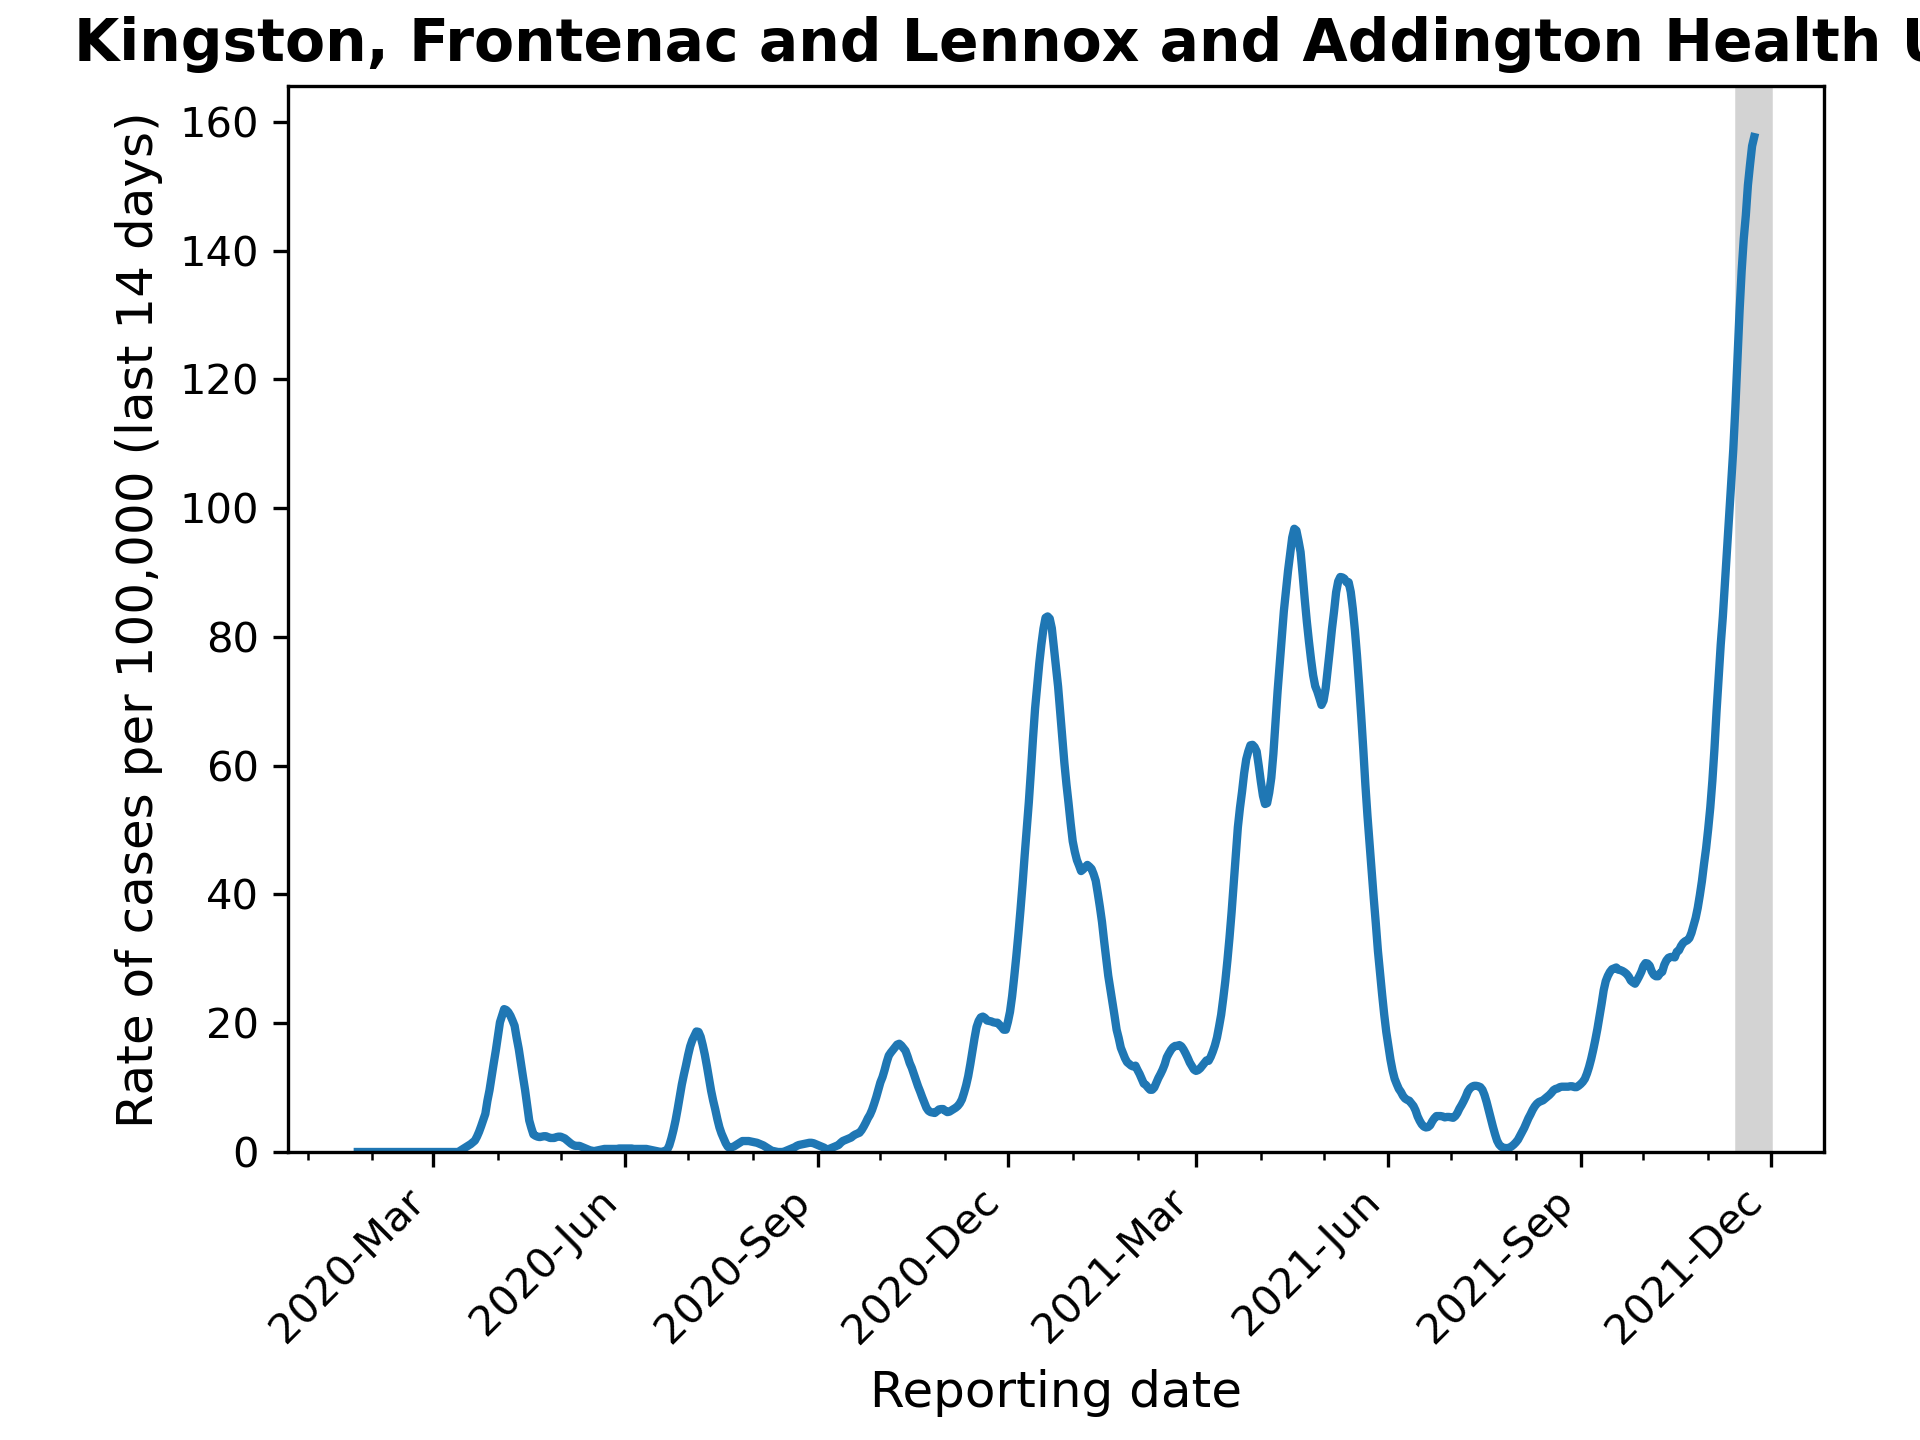 Kingston, Frontenac and Lennox and Addington Health U
Rate of cases per 100,000 (last 14 days)
160
140
120
100
80
60
40
20
0
2020-Mar
2020-Jun
2020-Sep
2020-Dec
2021-Mar
2021-Jun
2021-Sep
2021-Dec
Reporting date